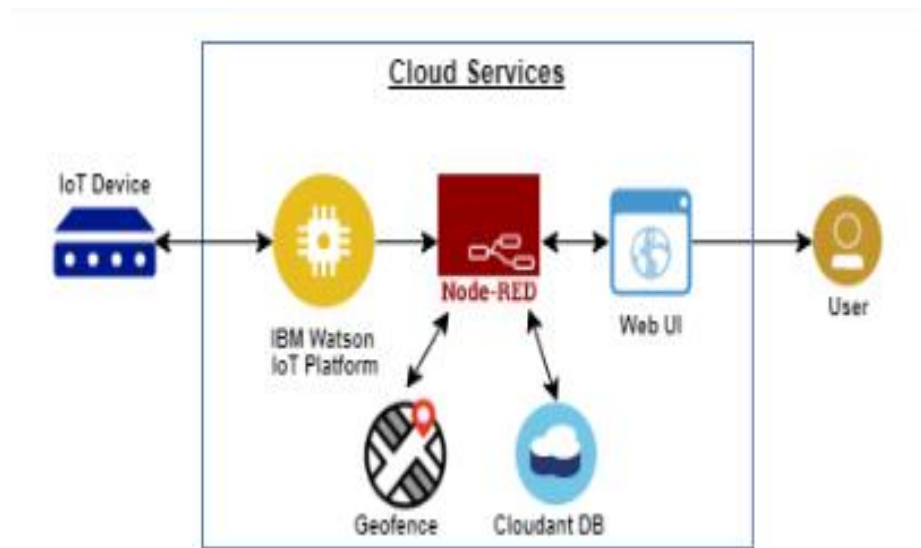 Cloud Services
IoT Device
Node-RED
IBM Watson
IoT Platform
Web UI
User
Geofence
Cloudant DB